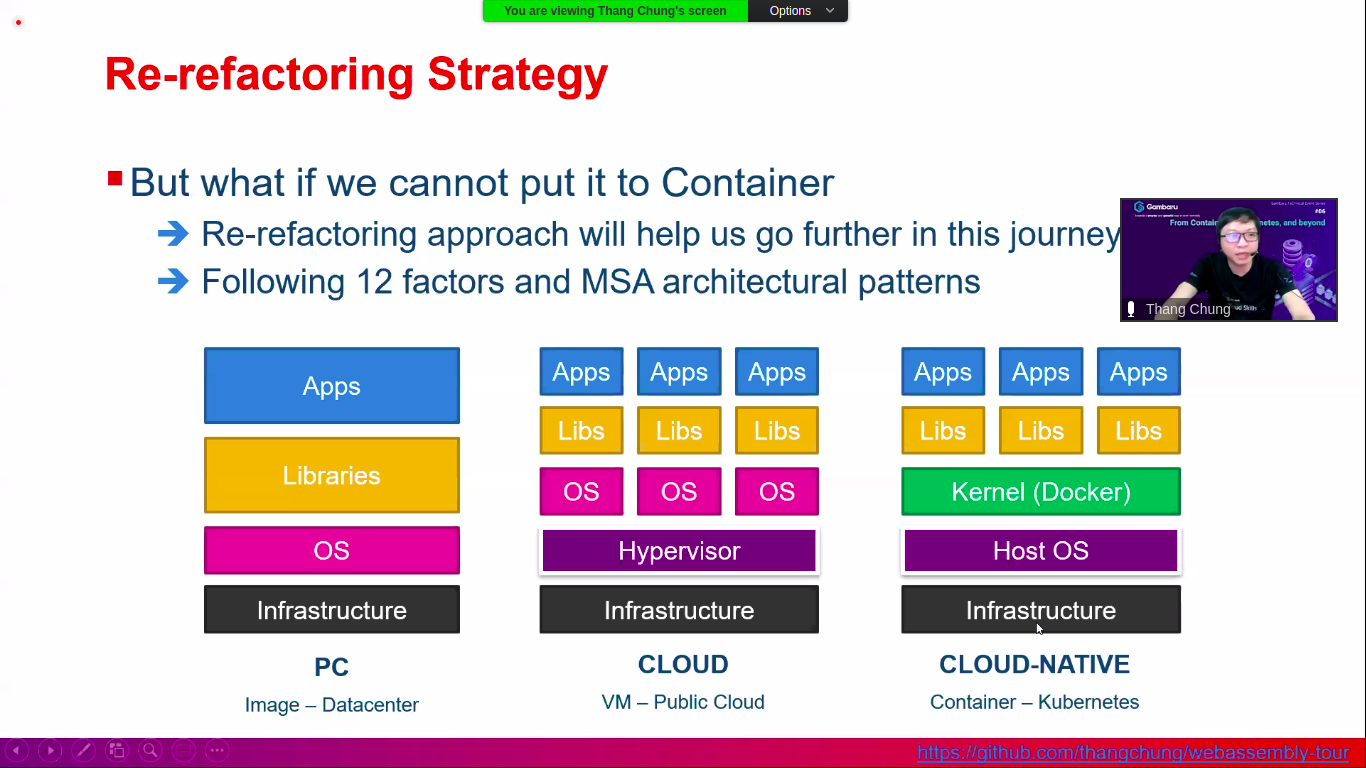 You are viewing Thang Chung's screen
Options
Re-refactoring Strategy
But what if we cannot put it to Container
Re-refactoring approach will help us go further in this journey
Following 12 factors and MSA architectural patterns
Gambaru
#06
From Contain
netes, and beyond
Thang Chung
Apps
Libraries
OS
Infrastructure
PC
Image – Datacenter
Apps Apps Apps
Libs Libs Libs
OS OS OS
Hypervisor
Infrastructure
CLOUD
VM – Public Cloud
Apps Apps Apps
Libs Libs Libs
Kernel (Docker)
Host OS
Infrastructure
CLOUD-NATIVE
Container – Kubernetes
https://github.com/thangchung/webassembly-tour